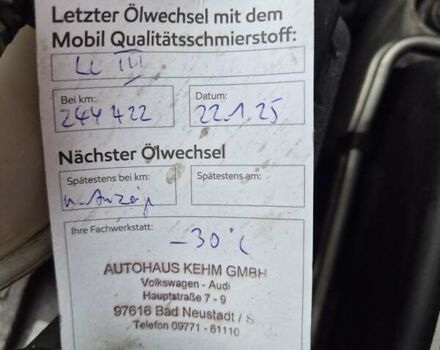 Letzter Ölwechsel mit dem
Mobil Qualitätsschmierstoff:
LL III
Bei km:
Datum:
244422
22.1.25
Nächster Ölwechsel
Spätestens bei km:
Spätestens am:
n. Anzeig
Ihre Fachwerkstatt:
-30°C
AUTOHAUS KEHM GMBH
Volkswagen - Audi
Hauptstraße 7 - 9
97616 Bad Neustadt / S
Telefon 09771 - 61110